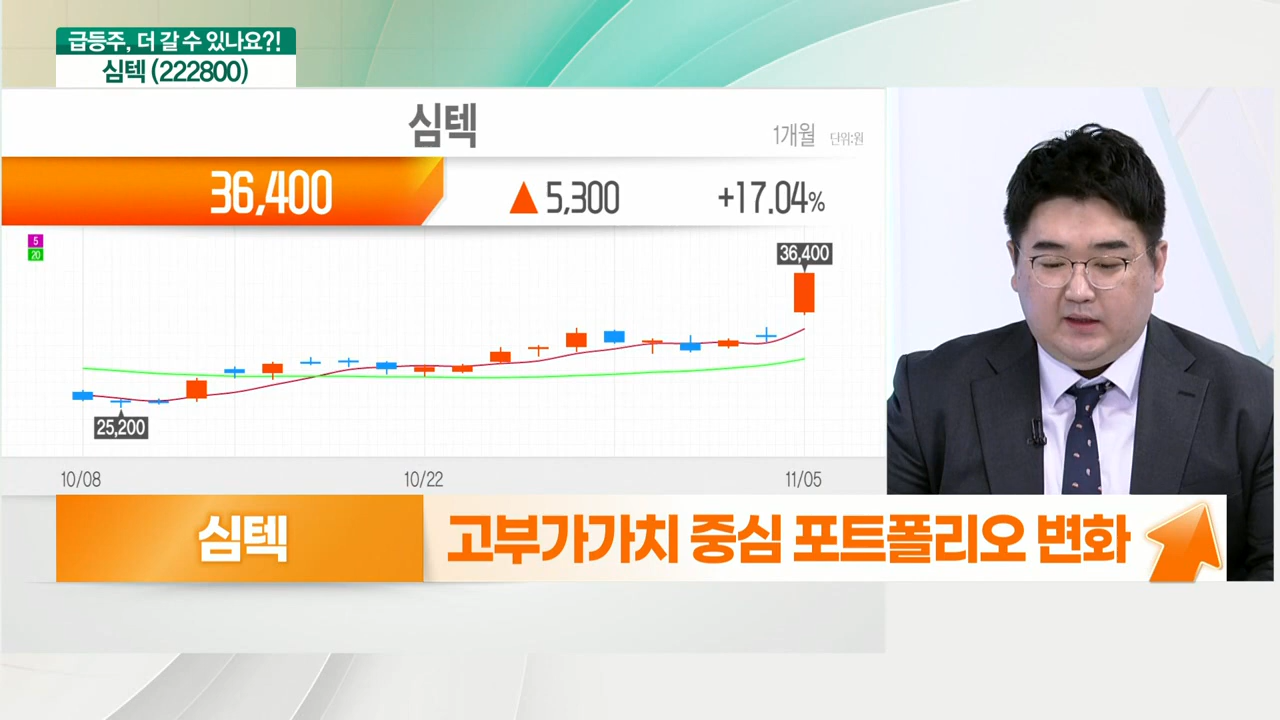 급등주, 더 갈 수 있나요?!
심텍 (222800)
심텍
1개월 단위:원
36,400 ▲ 5,300 +17.04%
5
20
36,400
25,200
10/08 10/22 11/05
심텍 고부가가치 중심 포트폴리오 변화